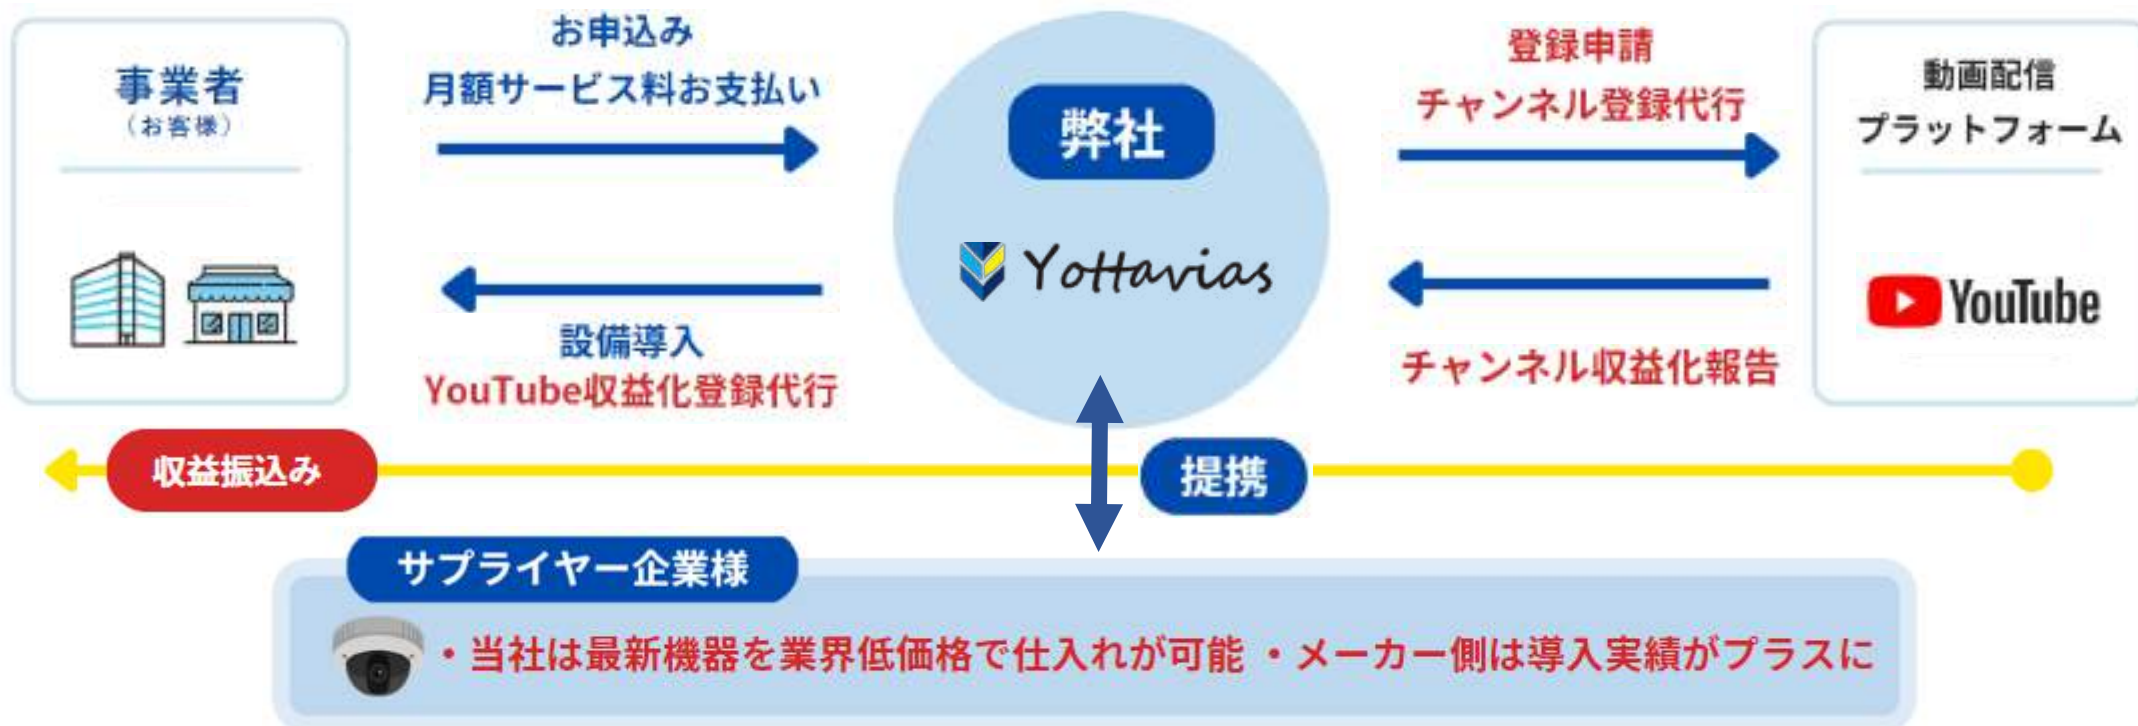 事業者
（お客様）
お申込み
月額サービス料お支払い
設備導入
YouTube収益化登録代行
弊社
Yottavias
登録申請
チャンネル登録代行
チャンネル収益化報告
動画配信
プラットフォーム
YouTube
収益振込み
提携
サプライヤー企業様
・当社は最新機器を業界低価格で仕入れが可能 ・メーカー側は導入実績がプラスに